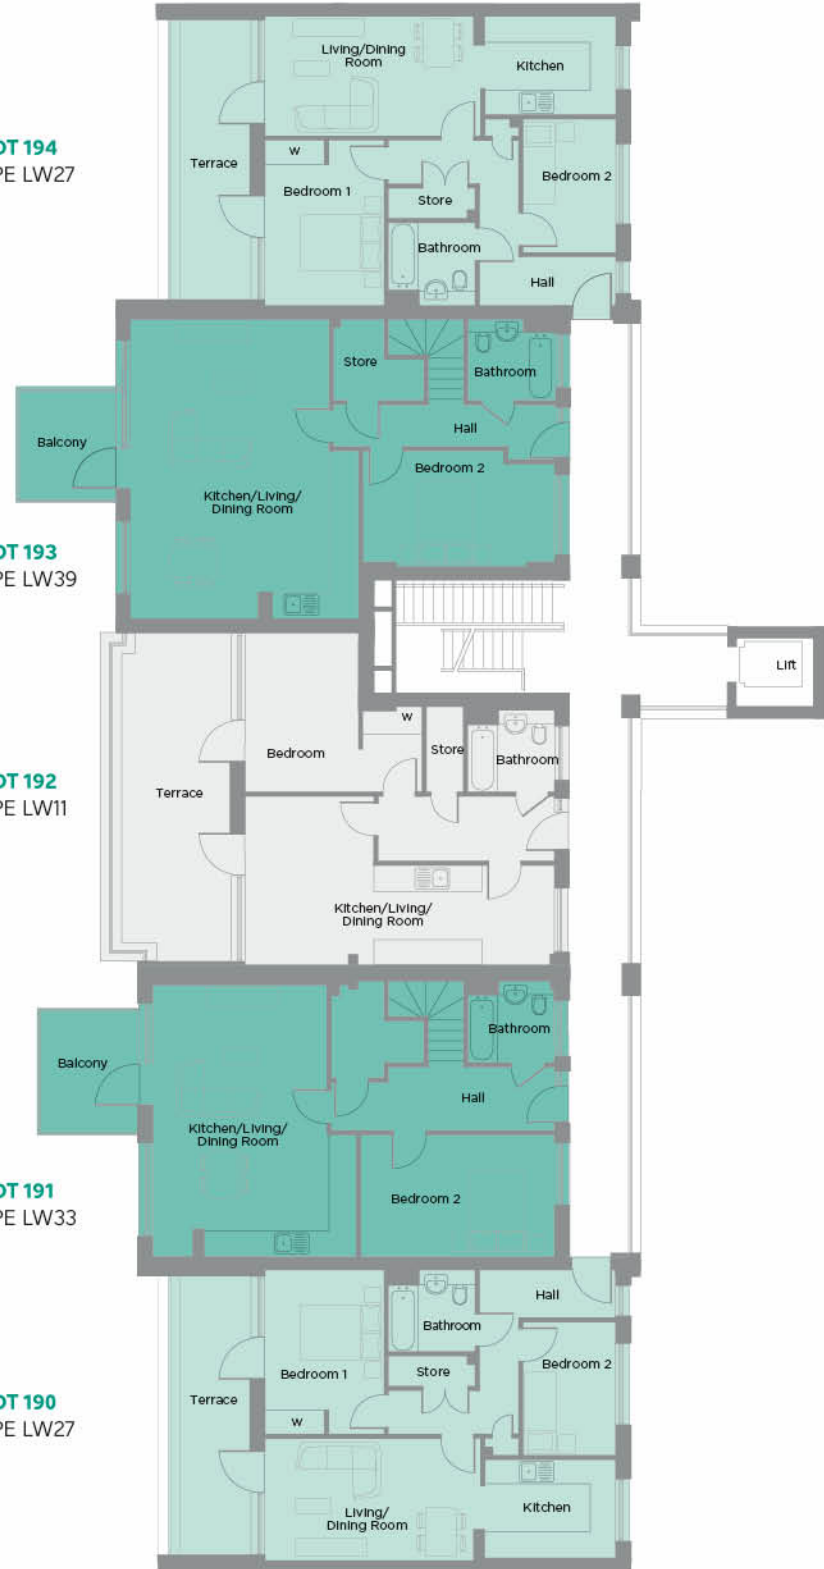 Living/Dining
Room
Kitchen
OT 194
PE LW27
W
Terrace
Bedroom 1
Bedroom 2
Store
Bathroom
Hall
Store
Bathroom
Balcony
Hall
Bedroom 2
Kitchen/Living/
Dining Room
OT 193
PE LW39
Lift
W
Bedroom
Store
Bathroom
OT 192
PE LW11
Terrace
Kitchen/Living/
Dining Room
Bathroom
Balcony
Hall
Kitchen/Living/
Dining Room
OT 191
PE LW33
Bedroom 2
Hall
Bathroom
Bedroom 1
Store
Bedroom 2
OT 190
PE LW27
Terrace
W
Living/
Dining Room
Kitchen